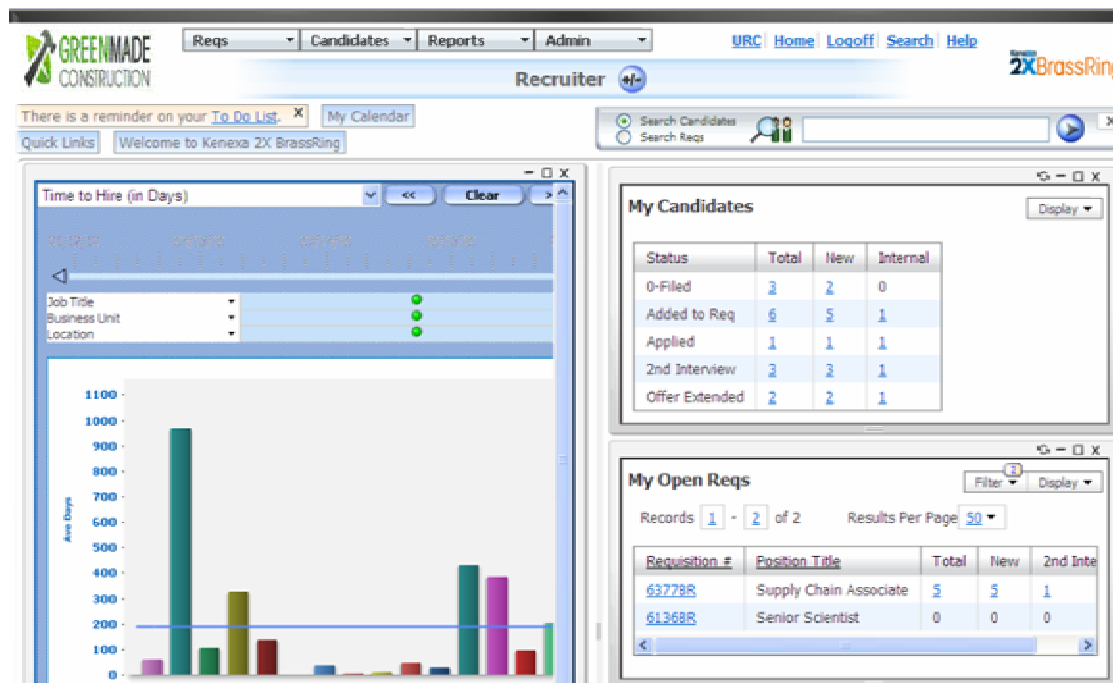 GREENMADE
CONSTRUCTION
Reqs Candidates Reports Admin
URC Home Logoff Search Help
Recruiter +/-
Kenexa
2XBrassRing
There is a reminder on your To Do List. X My Calendar
Quick Links Welcome to Kenexa 2X BrassRing
Search Candidates
Search Reqs
Time to Hire (in Days) << Clear >
Job Title
Business Unit
Location
1100
1000
900
800
700
600
500
400
300
200
100
0
Ave Days
My Candidates Display
Status Total New Internal
0-Filed 3 2 0
Added to Req 6 5 1
Applied 1 1 1
2nd Interview 3 3 1
Offer Extended 2 2 1
My Open Reqs Filter 2 Display
Records 1 - 2 of 2 Results Per Page 50
Requisition # Position Title Total New 2nd Inte
6377BR Supply Chain Associate 5 5 1
6136BR Senior Scientist 0 0 0